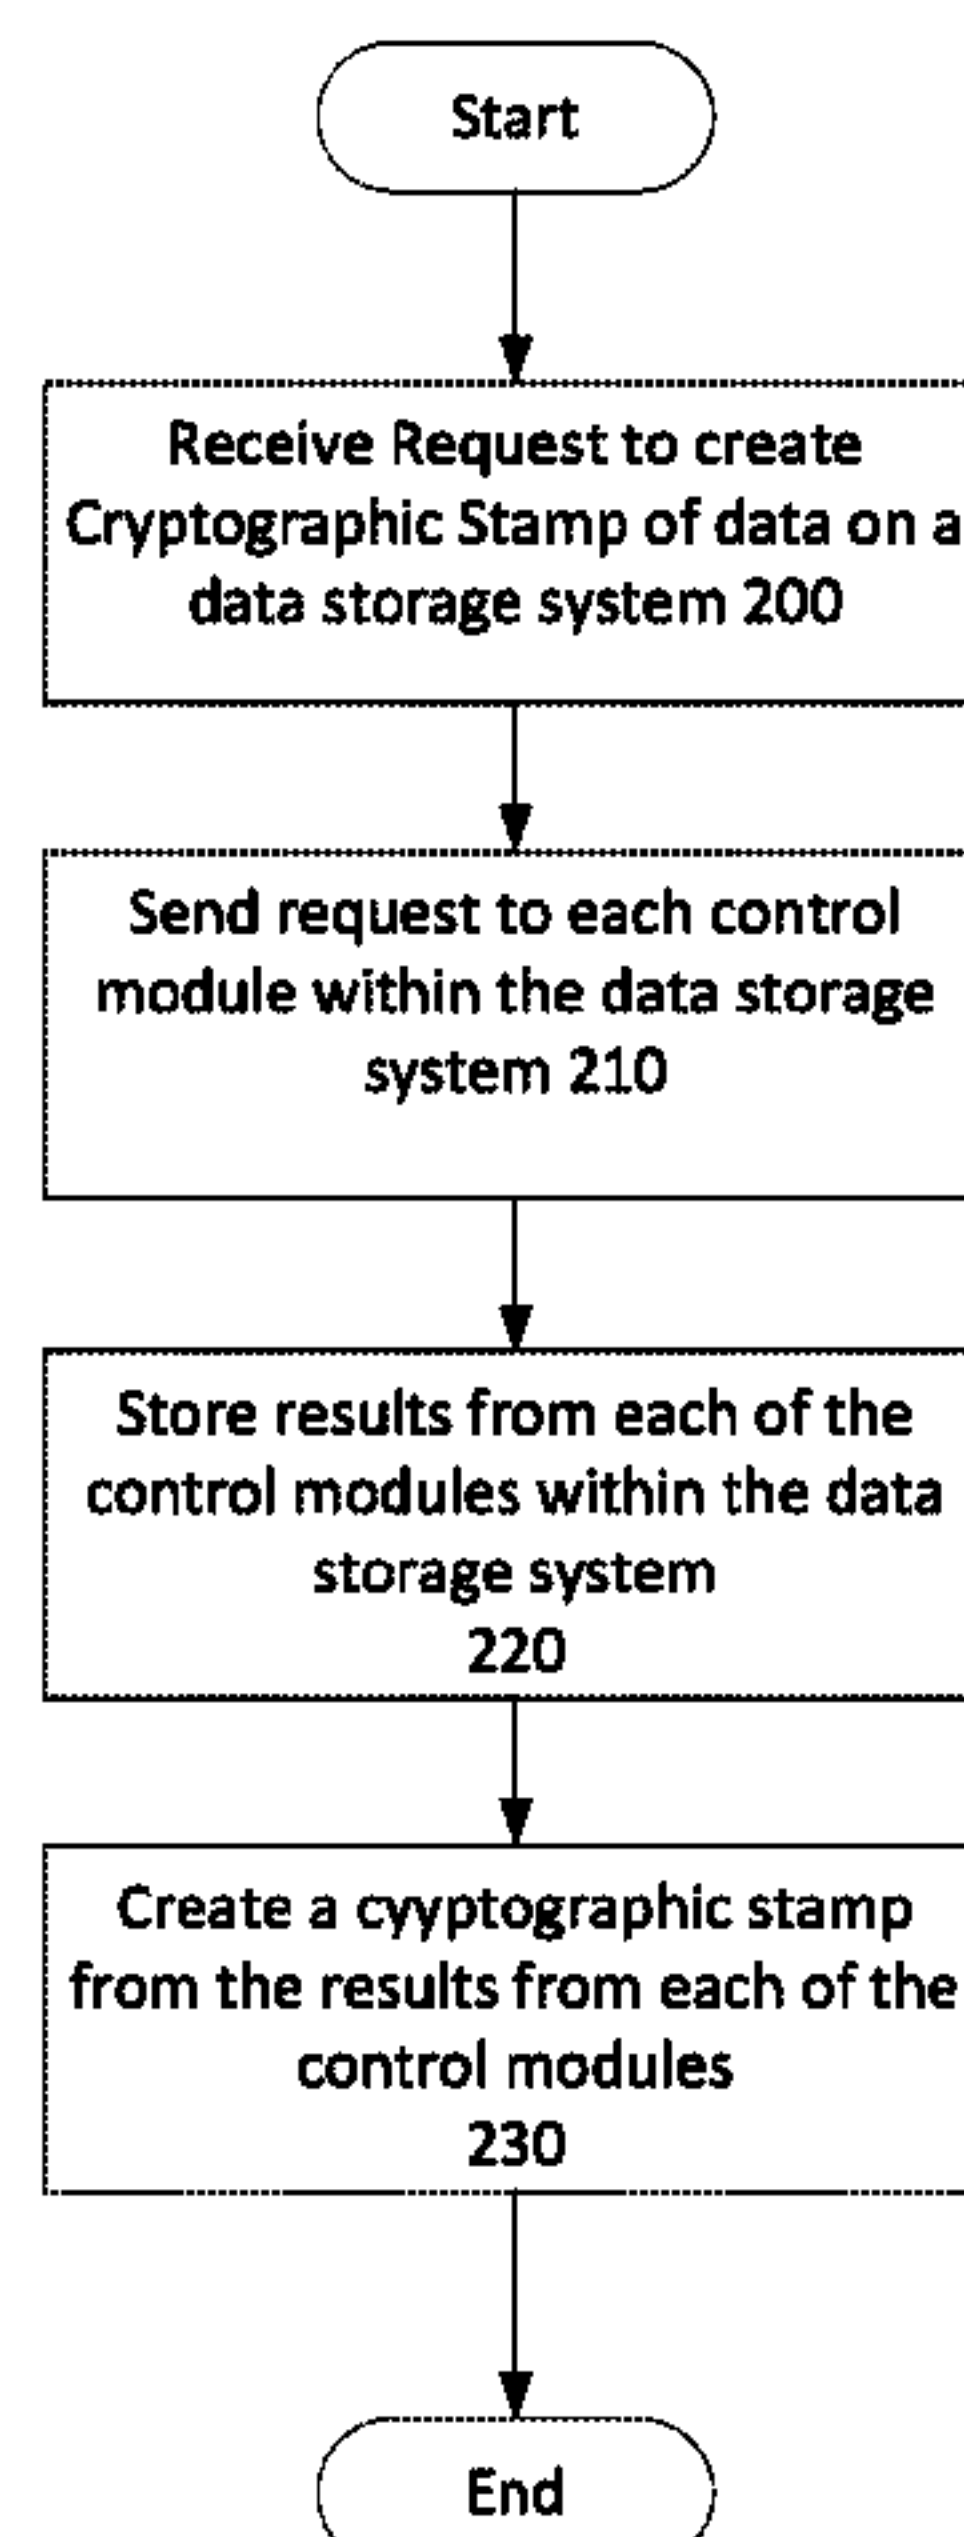 Start
Receive Request to create
Cryptographic Stamp of data on a
data storage system 200
Send request to each control
module within the data storage
system 210
Store results from each of the
control modules within the data
storage system
220
Create a cyyptographic stamp
from the results from each of the
control modules
230
End